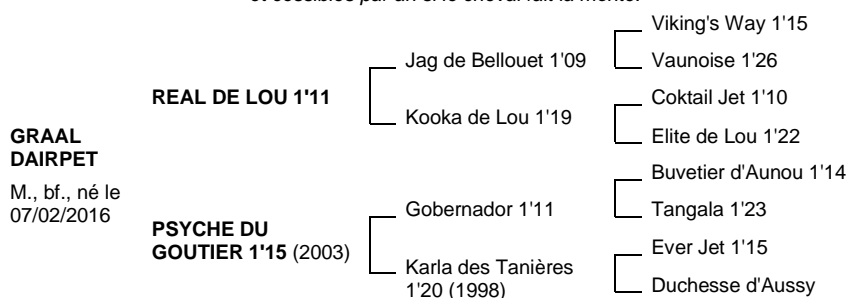 et cessibles par an si le cheval fait la monte.
GRAAL
DAIRPET
M., bf., né le
07/02/2016
REAL DE LOU 1'11
PSYCHE DU
GOUTIER 1'15 (2003)
Jag de Bellouet 1'09
Kooka de Lou 1'19
Gobernador 1'11
Karla des Tanières
1'20 (1998)
Viking's Way 1'15
Vaunoise 1'26
Coktail Jet 1'10
Elite de Lou 1'22
Buvetier d'Aunou 1'14
Tangala 1'23
Ever Jet 1'15
Duchesse d'Aussy